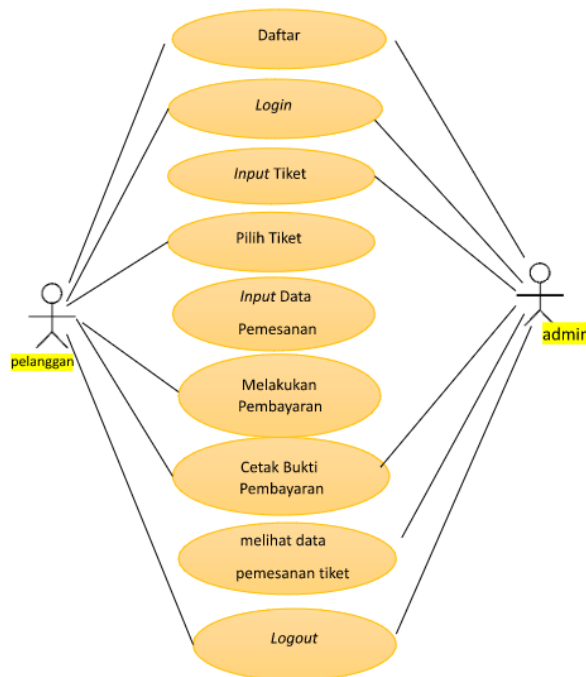 Daftar
Login
Input Tiket
Pilih Tiket
Input Data
Pemesanan
pelanggan
admin
Melakukan
Pembayaran
Cetak Bukti
Pembayaran
melihat data
pemesanan tiket
Logout